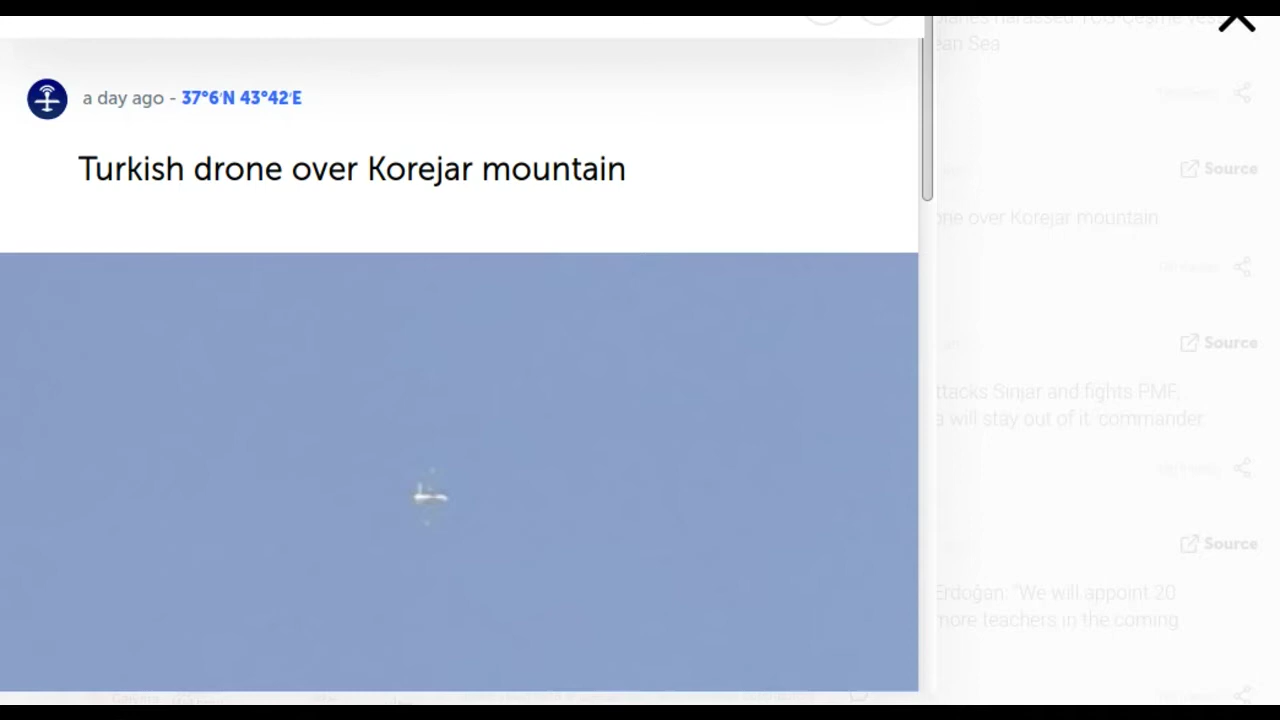 a day ago - 37°6′N 43°42′E
Turkish drone over Korejar mountain
ean Sea
Source
one over Korejar mountain
Source
ttacks Sinjar and fights PMF,
a will stay out of it: commander
Source
Erdoğan: "We will appoint 20
more teachers in the coming